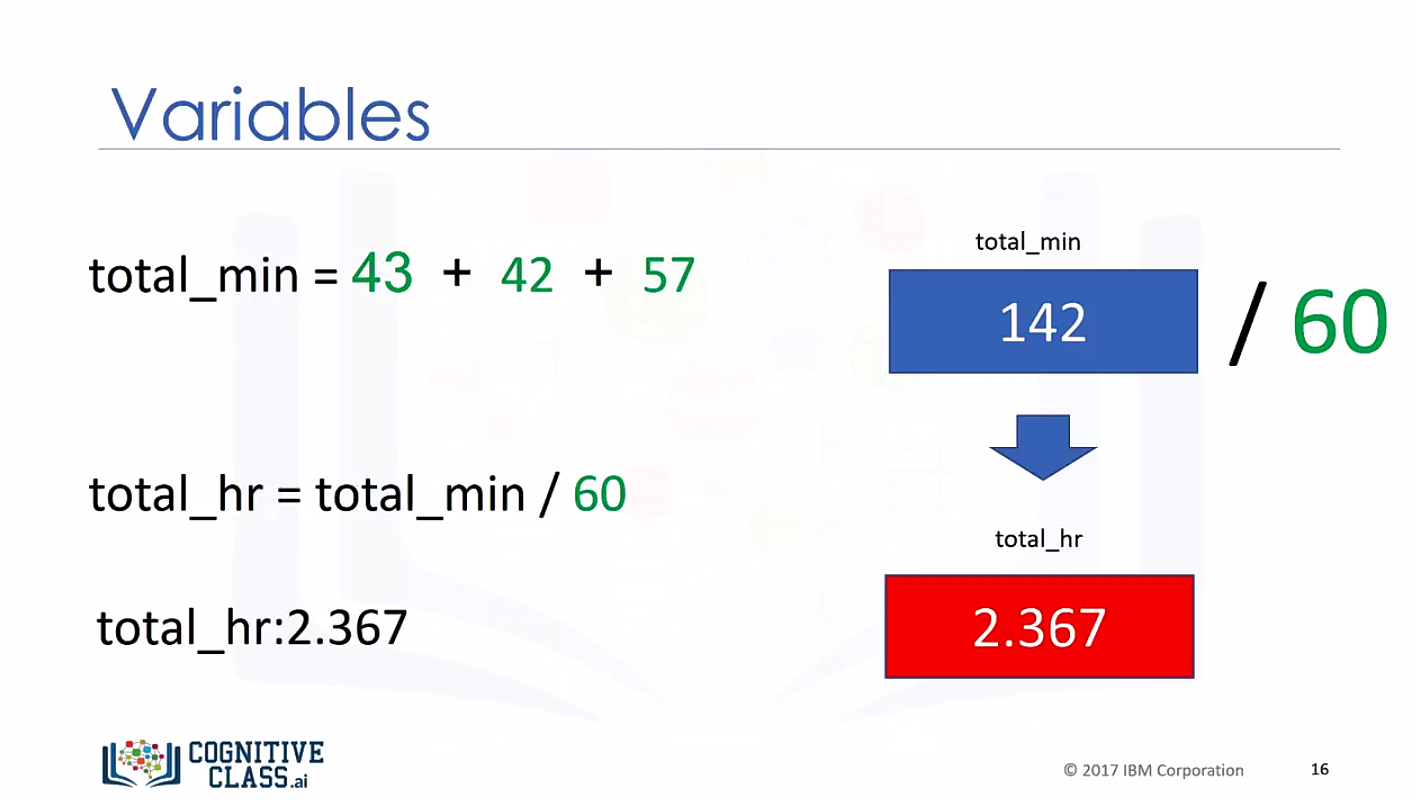 Variables
total_min = 43 + 42 + 57
total_min
142 / 60
total_hr = total_min / 60
total_hr
total_hr:2.367
2.367
COGNITIVE
CLASS.ai
© 2017 IBM Corporation
16